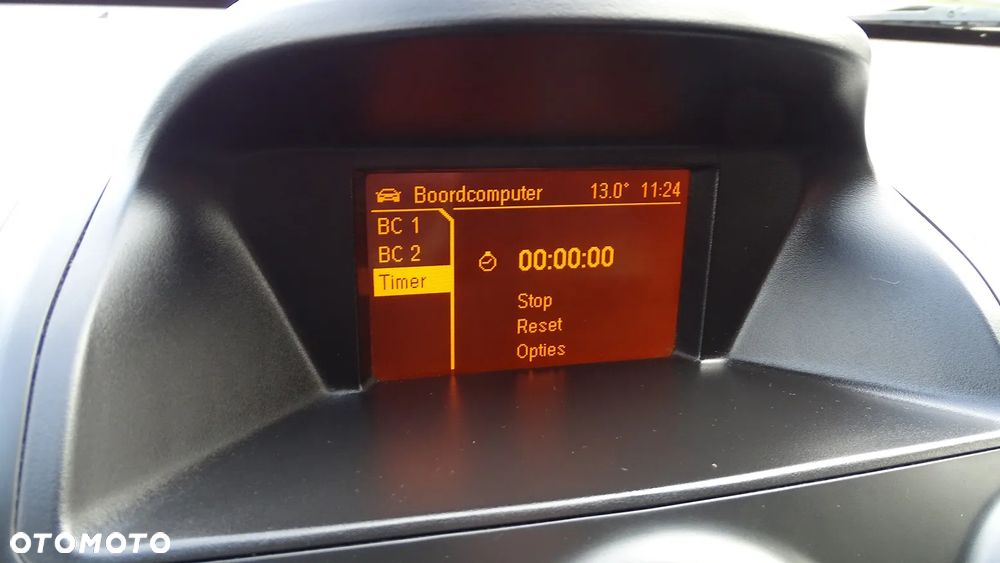 Boordcomputer 13.0° 11:24
BC 1
BC 2
Timer
00:00:00
Stop
Reset
Opties
OTOMOTO